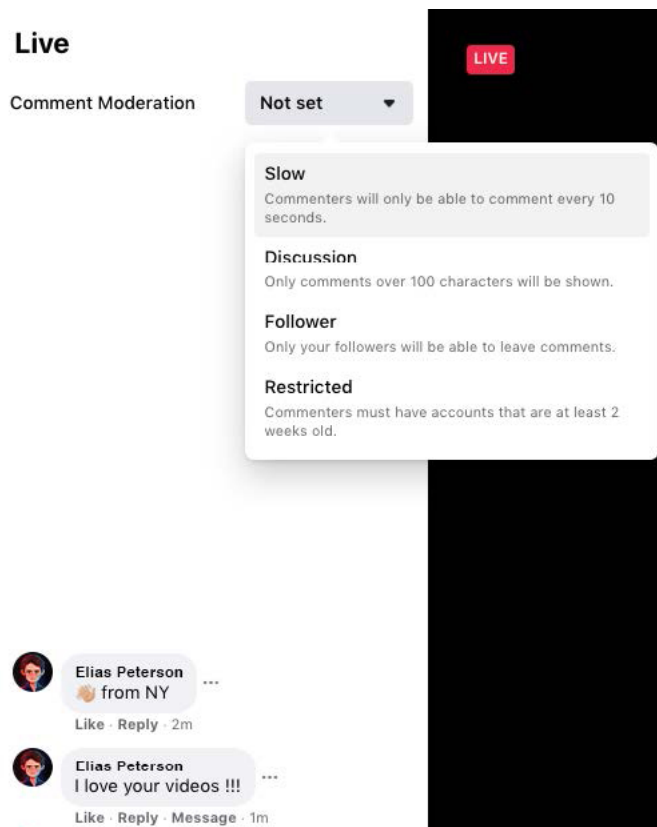 Live
LIVE
Comment Moderation
Not set
Slow
Commenters will only be able to comment every 10
seconds.
Discussion
Only comments over 100 characters will be shown.
Follower
Only your followers will be able to leave comments.
Restricted
Commenters must have accounts that are at least 2
weeks old.
Elias Peterson
👋🏼 from NY
Like · Reply · 2m
Elias Peterson
I love your videos !!!
Like · Reply · Message · 1m